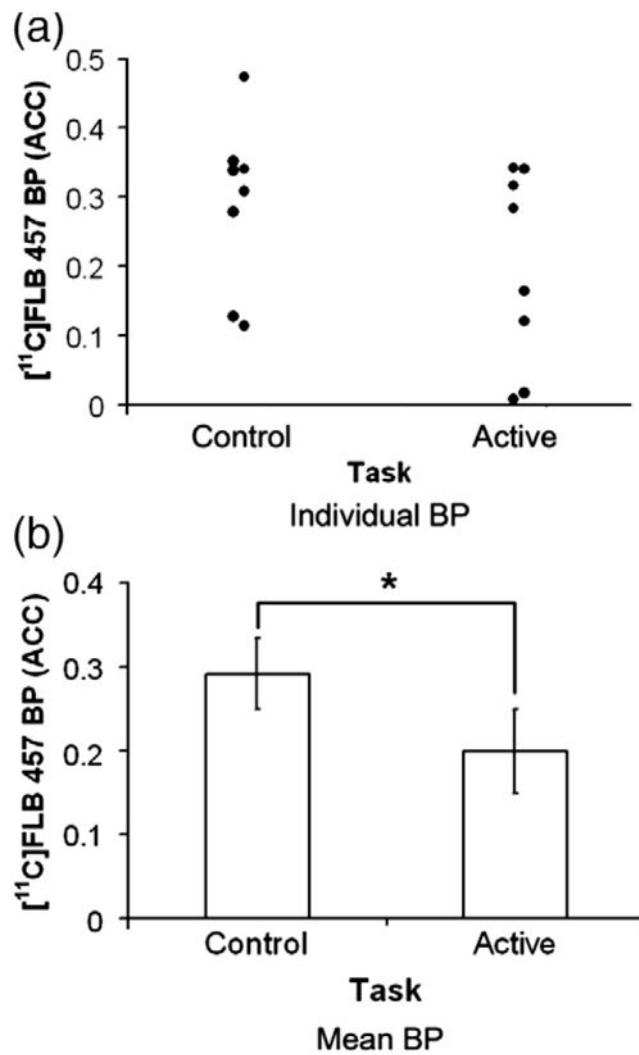 (a)
[¹¹C]FLB 457 BP (ACC)
0.5
0.4
0.3
0.2
0.1
0
Control Active
Task
Individual BP
(b)
[¹¹C]FLB 457 BP (ACC)
0.4
*
0.3
0.2
0.1
0
Control Active
Task
Mean BP